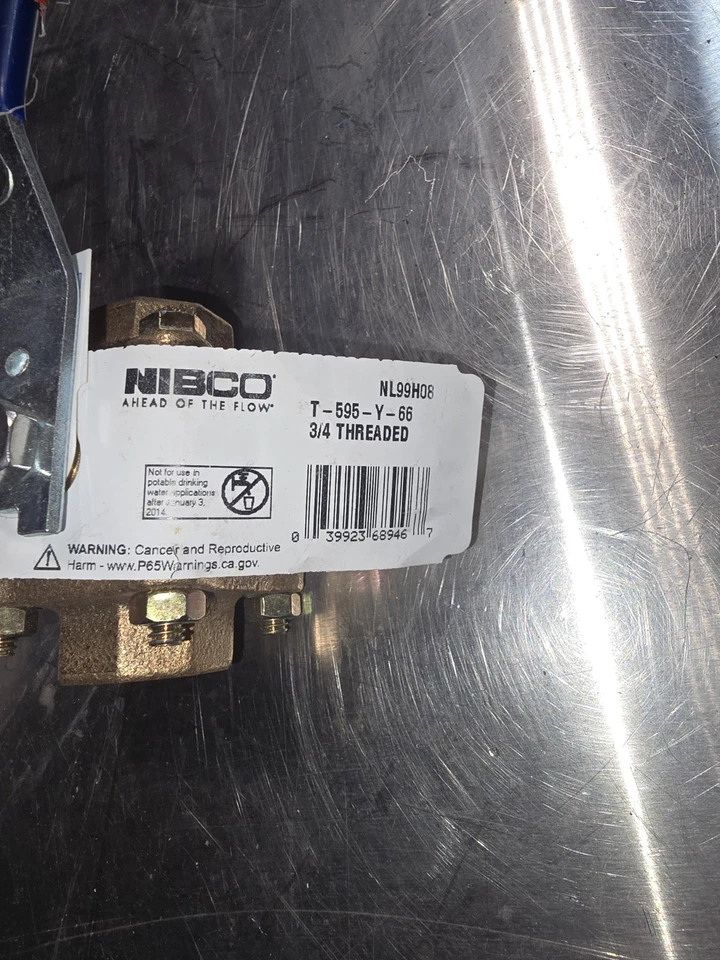 NIBCO
AHEAD OF THE FLOW
NL99H08
T-595-Y-66
3/4 THREADED
Not for use in
potable drinking
water applications
after January 3,
2014
0 39923 68946 7
WARNING: Cancer and Reproductive
Harm - www.P65Warnings.ca.gov.